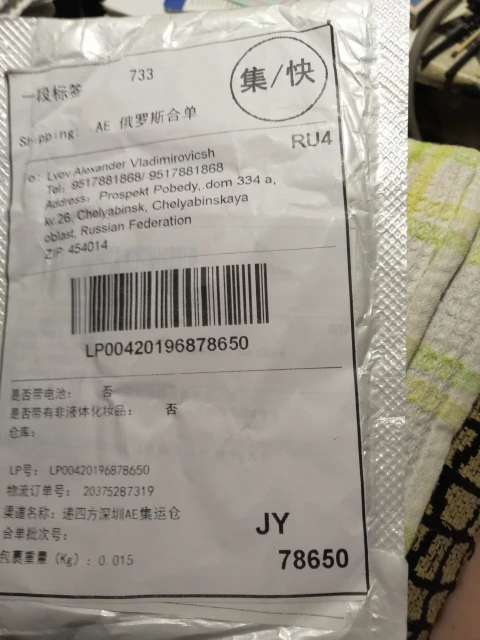 733
一段标签
集/快
Shipping: AE 俄罗斯合单
RU4
o: Lvov Alexander Vladimirovicsh
Tel: 9517881868/ 9517881868
Address: Prospekt Pobedy, dom 334 a,
kv.26, Chelyabinsk, Chelyabinskaya
oblast, Russian Federation
ZIP 454014
LP00420196878650
是否带电池: 否
是否带有非液体化妆品: 否
仓库:
LP号: LP00420196878650
物流订单号: 20375287319
渠道名称: 递四方深圳AE集运仓
合单批次号:
包裹重量 (Kg): 0.015
JY
78650